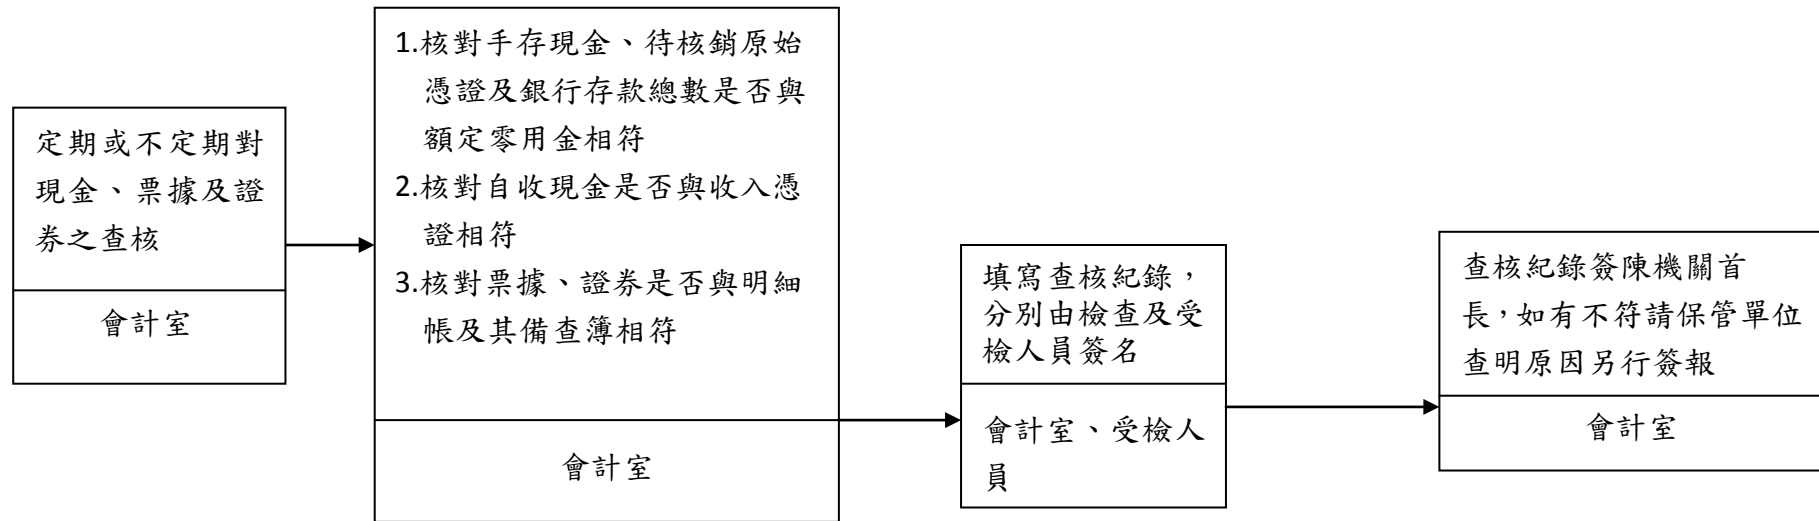 定期或不定期對
現金、票據及證
券之查核
會計室
1.核對手存現金、待核銷原始
憑證及銀行存款總數是否與
額定零用金相符
2.核對自收現金是否與收入憑
證相符
3.核對票據、證券是否與明細
帳及其備查簿相符
會計室
填寫查核紀錄，
分別由檢查及受
檢人員簽名
會計室、受檢人
員
查核紀錄簽陳機關首
長，如有不符請保管單位
查明原因另行簽報
會計室